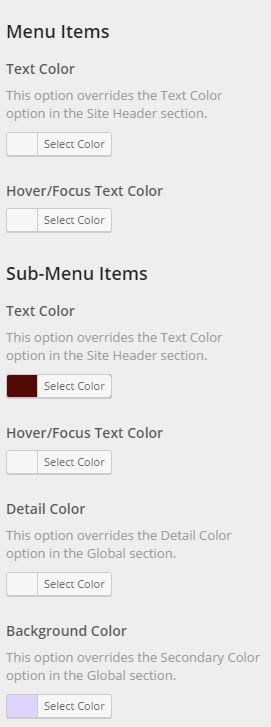 Menu Items
Text Color
This option overrides the Text Color
option in the Site Header section.
Select Color
Hover/Focus Text Color
Select Color
Sub-Menu Items
Text Color
This option overrides the Text Color
option in the Site Header section.
Select Color
Hover/Focus Text Color
Select Color
Detail Color
This option overrides the Detail Color
option in the Global section.
Select Color
Background Color
This option overrides the Secondary Color
option in the Global section.
Select Color